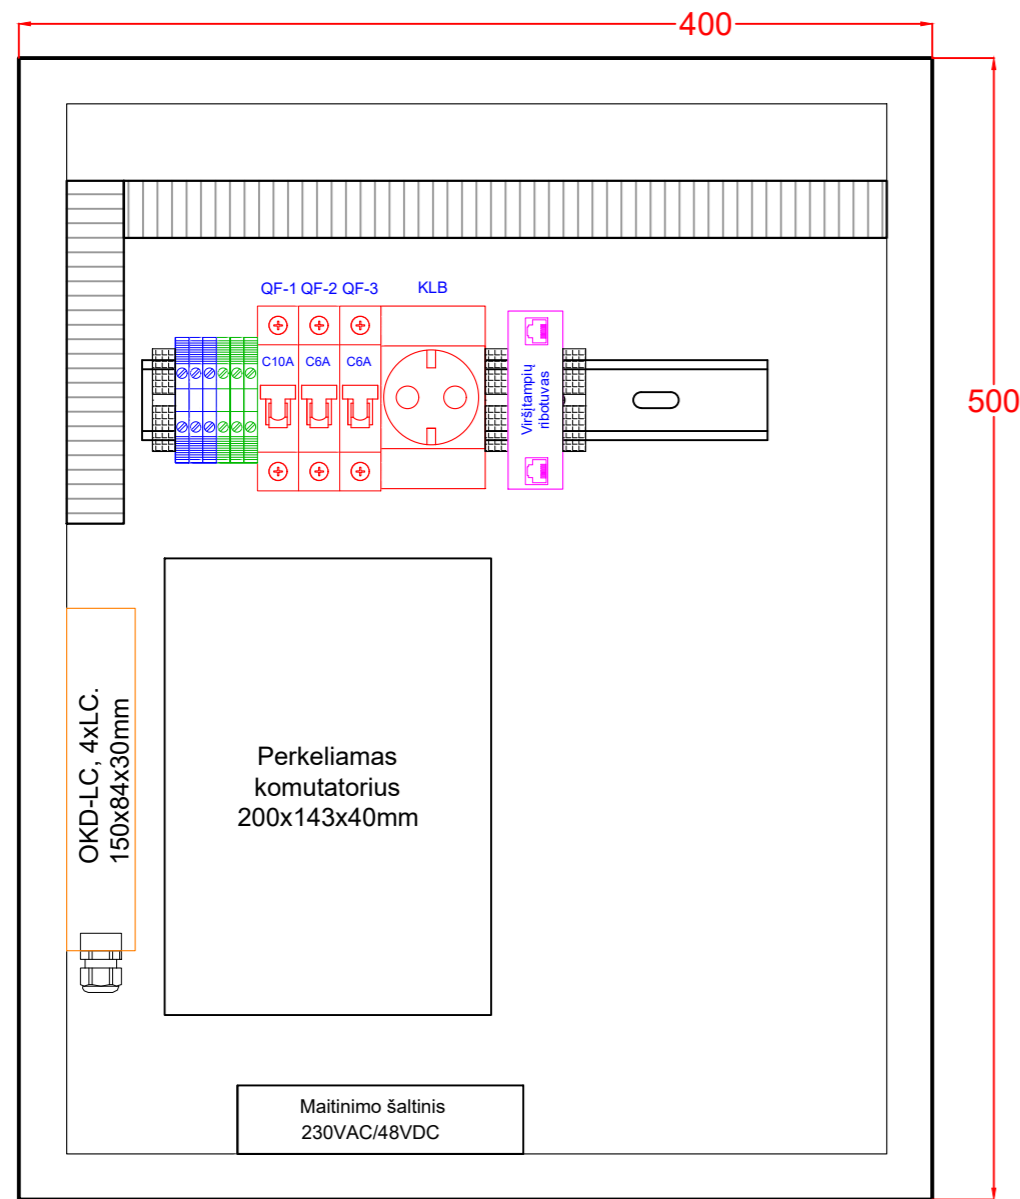 400
500
QF-1 QF-2 QF-3 KLB
C10A C6A C6A
Viršįtampių
ribotuvas
OKD-LC, 4xLC.
150x84x30mm
Perkeliamas
komutatorius
200x143x40mm
Maitinimo šaltinis
230VAC/48VDC